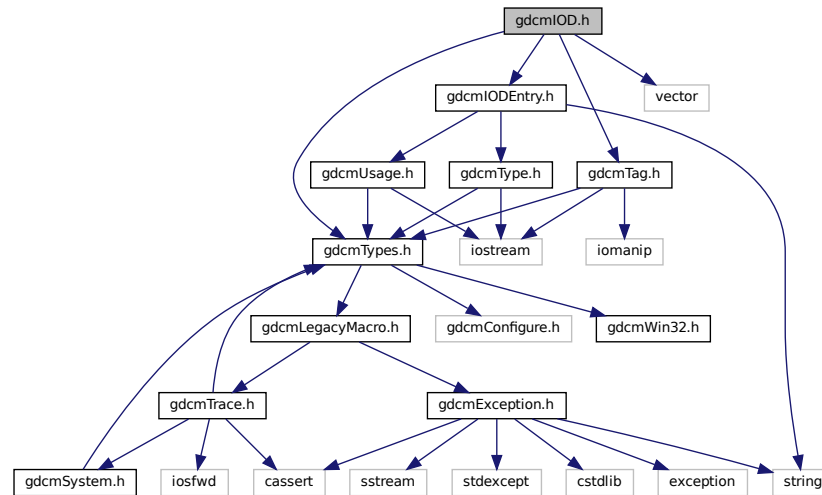 gdcmIOD.h
gdcmIODEntry.h
vector
gdcmUsage.h
gdcmType.h
gdcmTag.h
gdcmTypes.h
iostream
iomanip
gdcmLegacyMacro.h
gdcmConfigure.h
gdcmWin32.h
gdcmTrace.h
gdcmException.h
gdcmSystem.h
iosfwd
cassert
sstream
stdexcept
cstdlib
exception
string